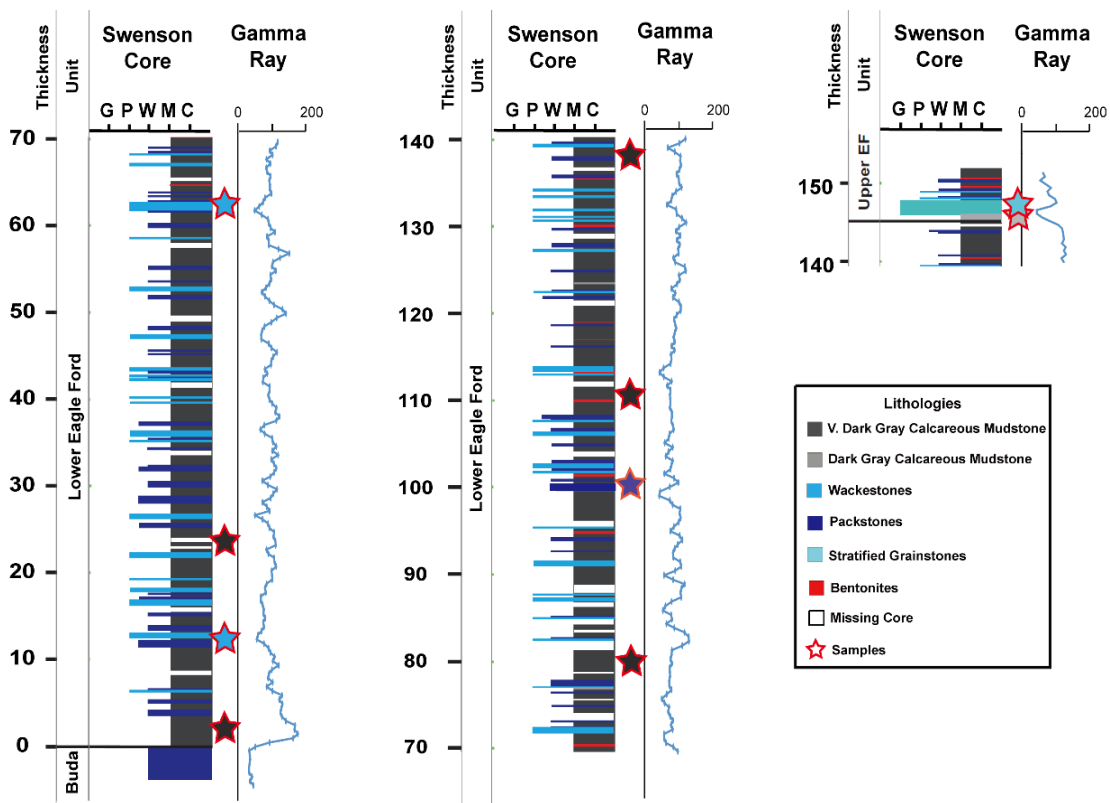 Thickness
Unit
Swenson
Core
Gamma
Ray
G P W M C
0
200
70
60
50
40
30
20
10
0
Lower Eagle Ford
Buda
Thickness
Unit
Swenson
Core
Gamma
Ray
G P W M C
0
200
140
130
120
110
100
90
80
70
Lower Eagle Ford
Thickness
Unit
Swenson
Core
Gamma
Ray
G P W M C
0
200
Upper EF
150
140
Lithologies
V. Dark Gray Calcareous Mudstone
Dark Gray Calcareous Mudstone
Wackestones
Packstones
Stratified Grainstones
Bentonites
Missing Core
Samples